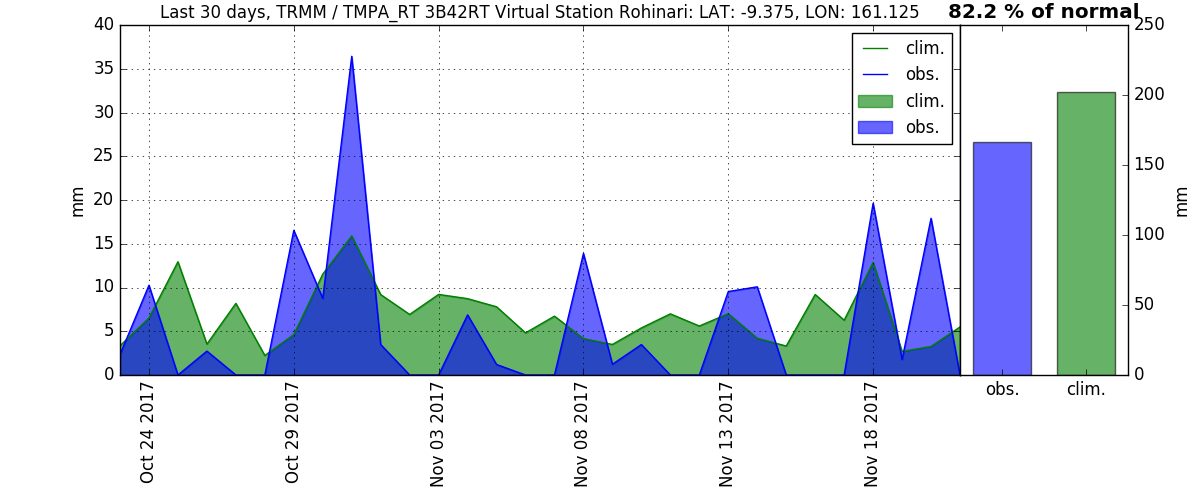 Last 30 days, TRMM / TMPA_RT 3B42RT Virtual Station Rohinari: LAT: -9.375, LON: 161.125
82.2 % of normal
40
35
30
25
20
15
10
5
0
mm
clim.
obs.
clim.
obs.
250
200
150
100
50
0
mm
Oct 24 2017
Oct 29 2017
Nov 03 2017
Nov 08 2017
Nov 13 2017
Nov 18 2017
obs.
clim.